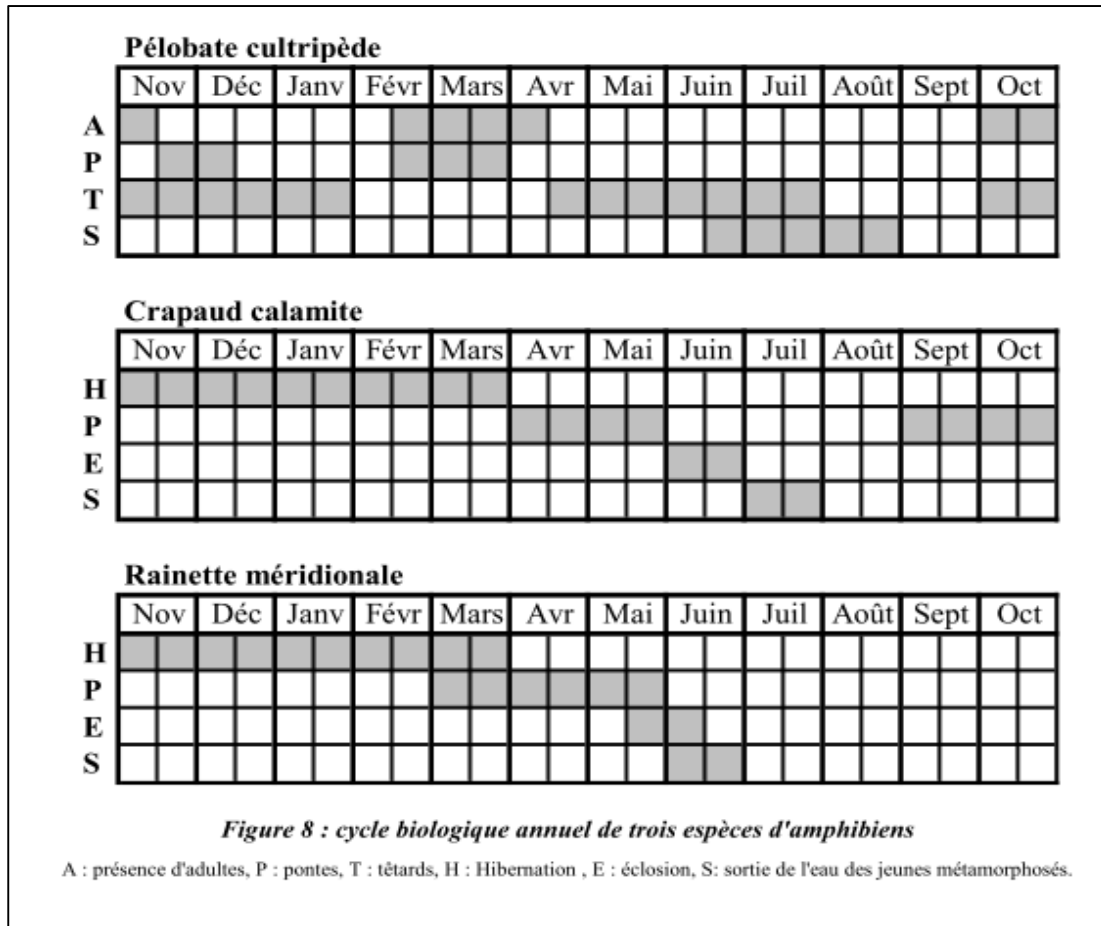 Pélobate cultripède
Nov Déc Janv Févr Mars Avr Mai Juin Juil Août Sept Oct
A
P
T
S
Crapaud calamite
Nov Déc Janv Févr Mars Avr Mai Juin Juil Août Sept Oct
H
P
E
S
Rainette méridionale
Nov Déc Janv Févr Mars Avr Mai Juin Juil Août Sept Oct
H
P
E
S
Figure 8 : cycle biologique annuel de trois espèces d'amphibiens
A : présence d'adultes, P : pontes, T : têtards, H : Hibernation , E : éclosion, S: sortie de l'eau des jeunes métamorphosés.